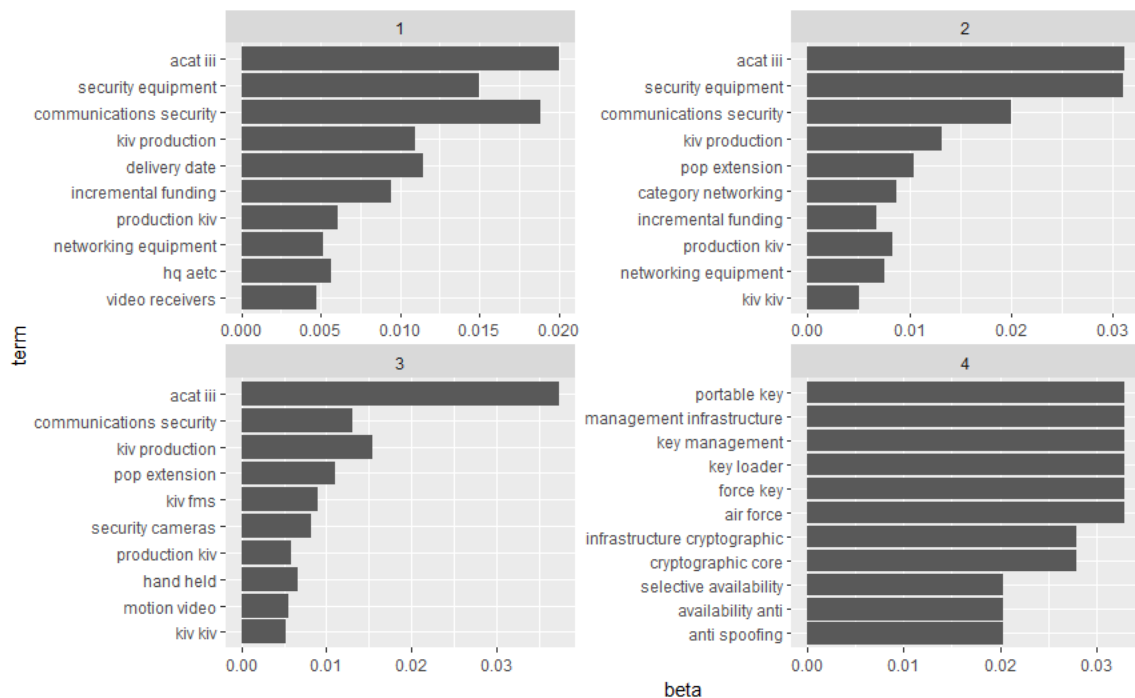 1
acat iii
security equipment
communications security
kiv production
delivery date
incremental funding
production kiv
networking equipment
hq aetc
video receivers
0.000 0.005 0.010 0.015 0.020
2
acat iii
security equipment
communications security
kiv production
pop extension
category networking
incremental funding
production kiv
networking equipment
kiv kiv
0.00 0.01 0.02 0.03
term
3
acat iii
communications security
kiv production
pop extension
kiv fms
security cameras
production kiv
hand held
motion video
kiv kiv
0.00 0.01 0.02 0.03
4
portable key
management infrastructure
key management
key loader
force key
air force
infrastructure cryptographic
cryptographic core
selective availability
availability anti
anti spoofing
0.00 0.01 0.02 0.03
beta